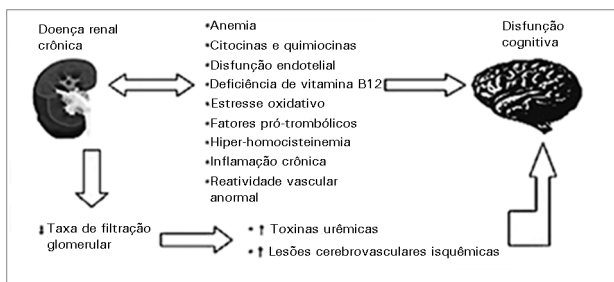 Doença renal
crônica
•Anemia
•Citocinas e quimiocinas
•Disfunção endotelial
•Deficiência de vitamina B12
•Estresse oxidativo
•Fatores pró-trombólicos
•Hiper-homocisteinemia
•Inflamação crônica
•Reatividade vascular
anormal
Disfunção
cognitiva
↓Taxa de filtração
glomerular
•↑ Toxinas urêmicas
•↑ Lesões cerebrovasculares isquêmicas